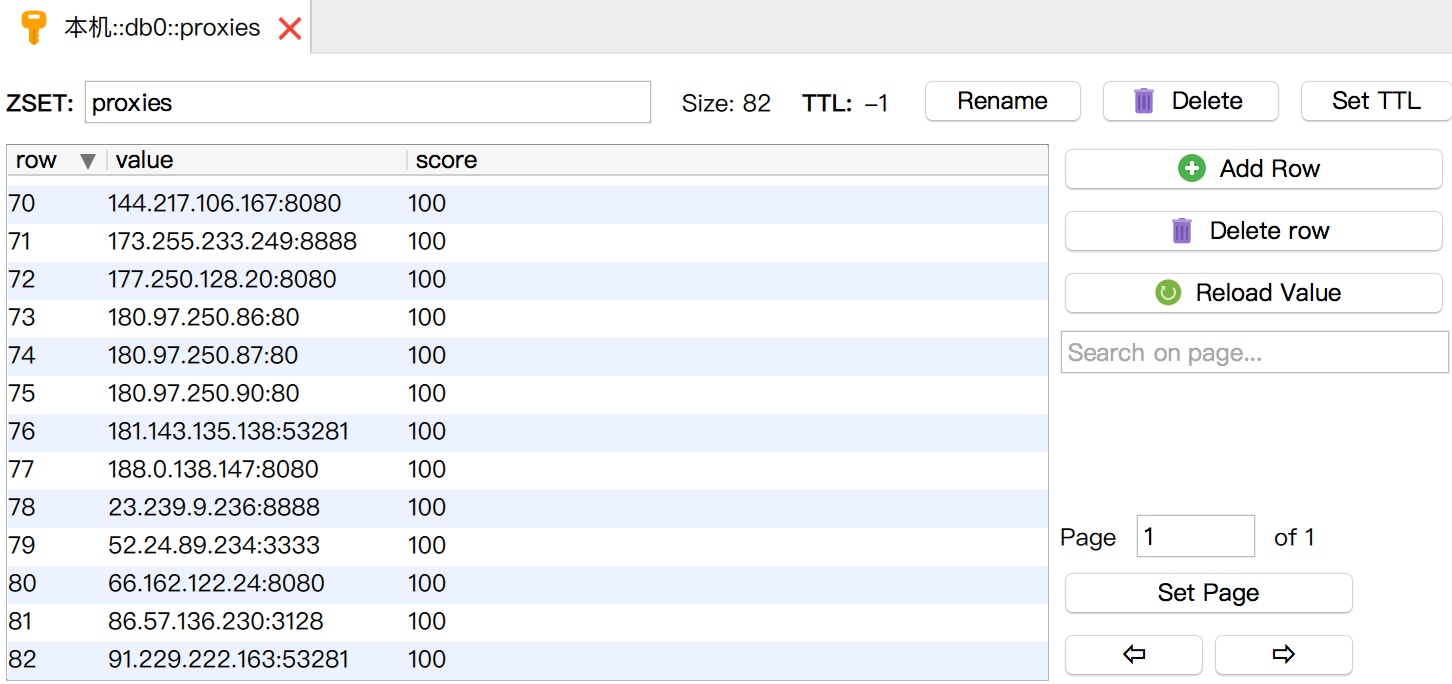 本机::db0::proxies
ZSET: proxies Size: 82 TTL: –1 Rename Delete Set TTL
row value score
70 144.217.106.167:8080 100
71 173.255.233.249:8888 100
72 177.250.128.20:8080 100
73 180.97.250.86:80 100
74 180.97.250.87:80 100
75 180.97.250.90:80 100
76 181.143.135.138:53281 100
77 188.0.138.147:8080 100
78 23.239.9.236:8888 100
79 52.24.89.234:3333 100
80 66.162.122.24:8080 100
81 86.57.136.230:3128 100
82 91.229.222.163:53281 100
Add Row
Delete row
Reload Value
Search on page...
Page 1 of 1
Set Page